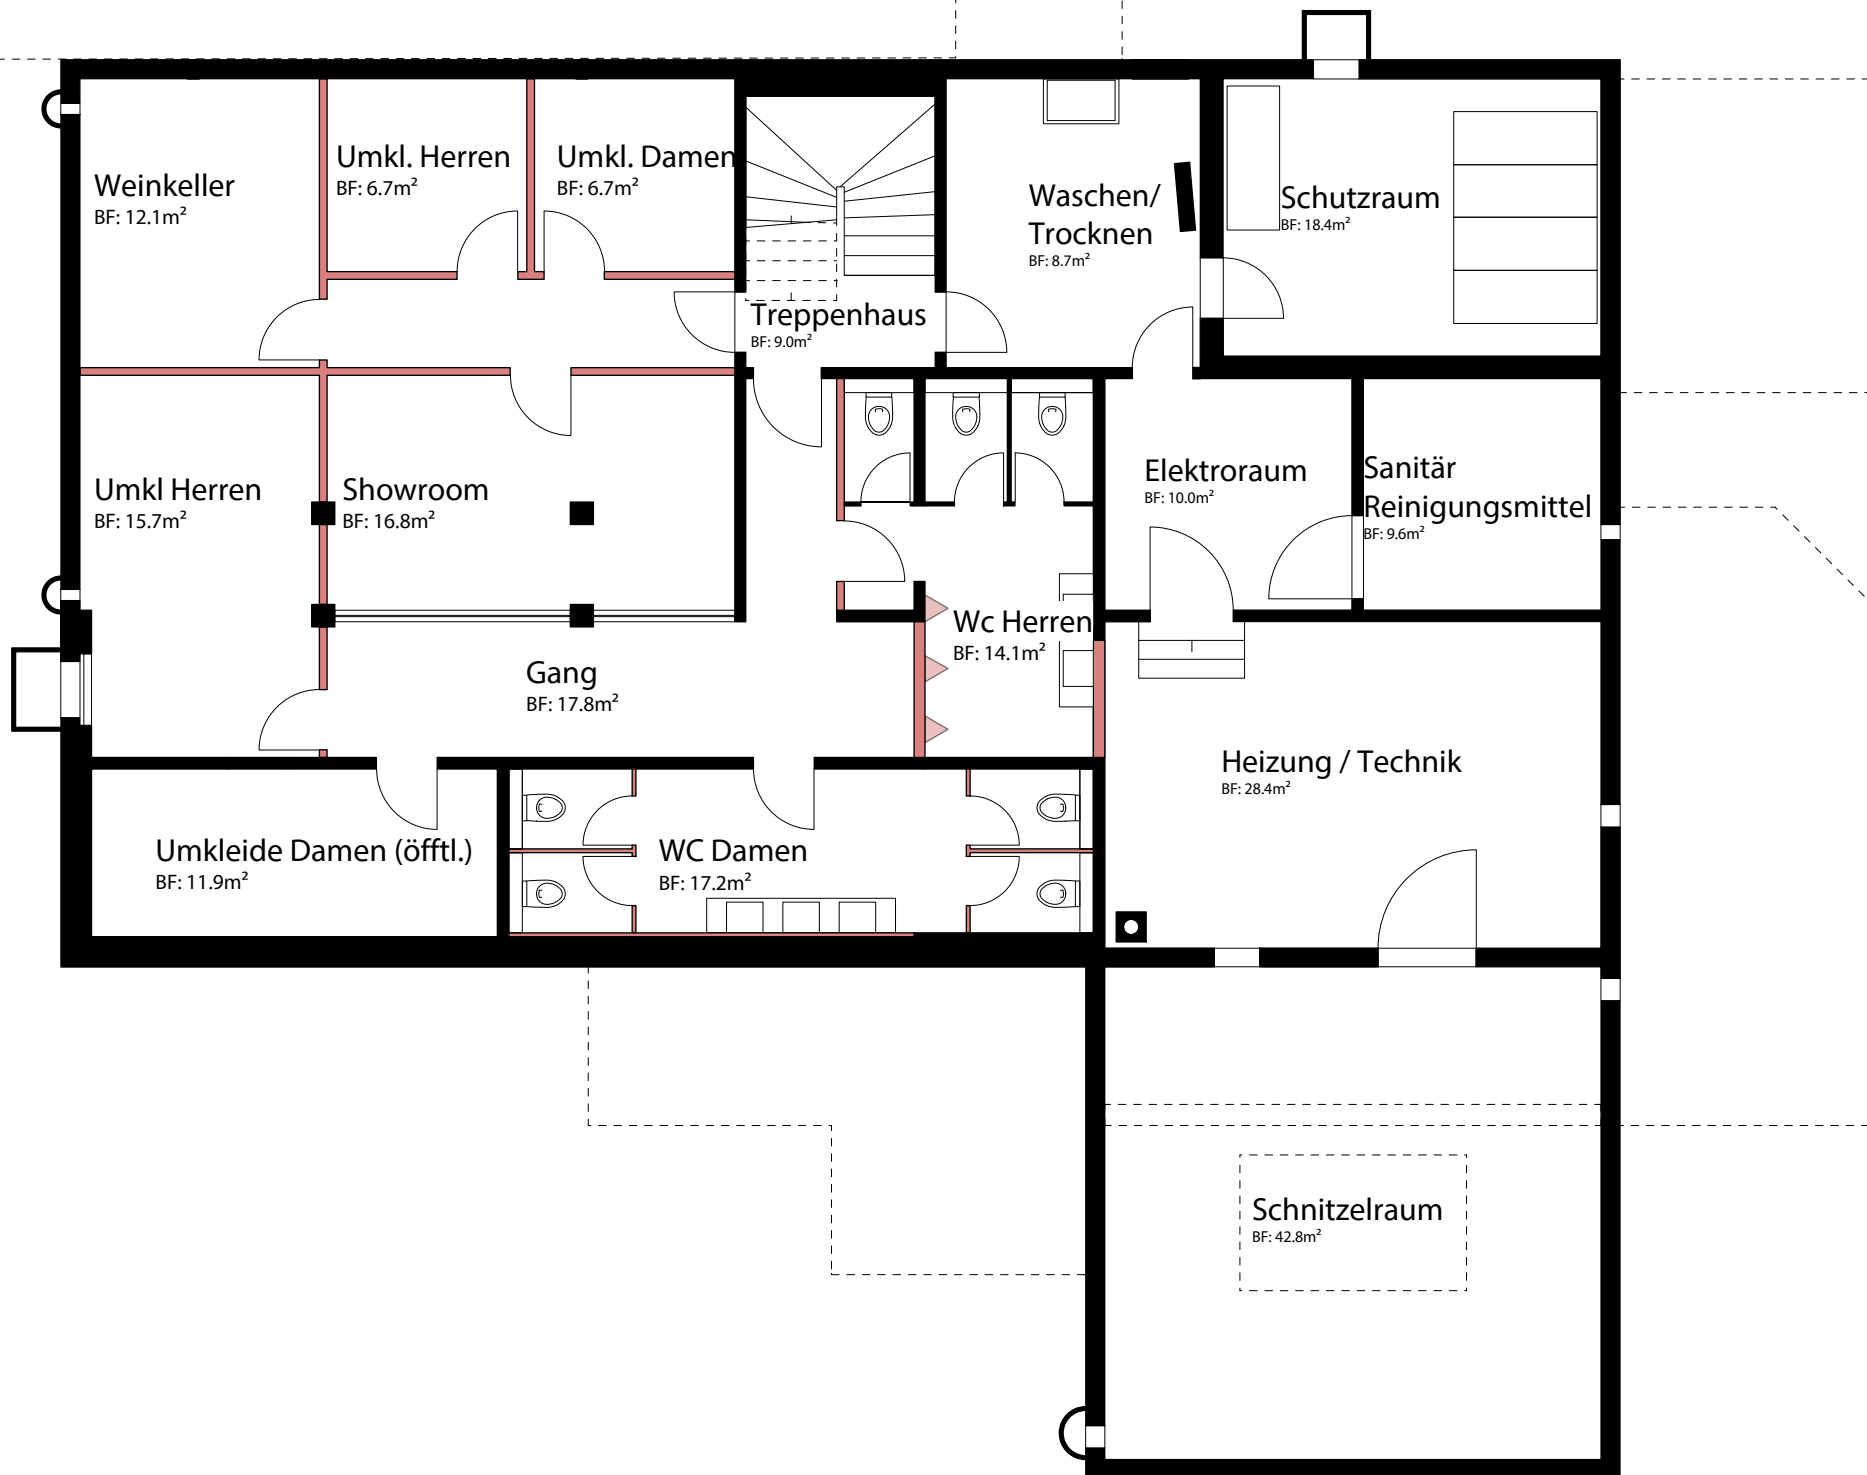 Weinkeller
BF: 12.1m²
Umkl. Herren
BF: 6.7m²
Umkl. Damen
BF: 6.7m²
Treppenhaus
BF: 9.0m²
Waschen/
Trocknen
BF: 8.7m²
Schutzraum
BF: 18.4m²
Umkl Herren
BF: 15.7m²
Showroom
BF: 16.8m²
Elektroraum
BF: 10.0m²
Sanitär
Reinigungsmittel
BF: 9.6m²
Gang
BF: 17.8m²
Wc Herren
BF: 14.1m²
Heizung / Technik
BF: 28.4m²
Umkleide Damen (öfftl.)
BF: 11.9m²
WC Damen
BF: 17.2m²
Schnitzelraum
BF: 42.8m²